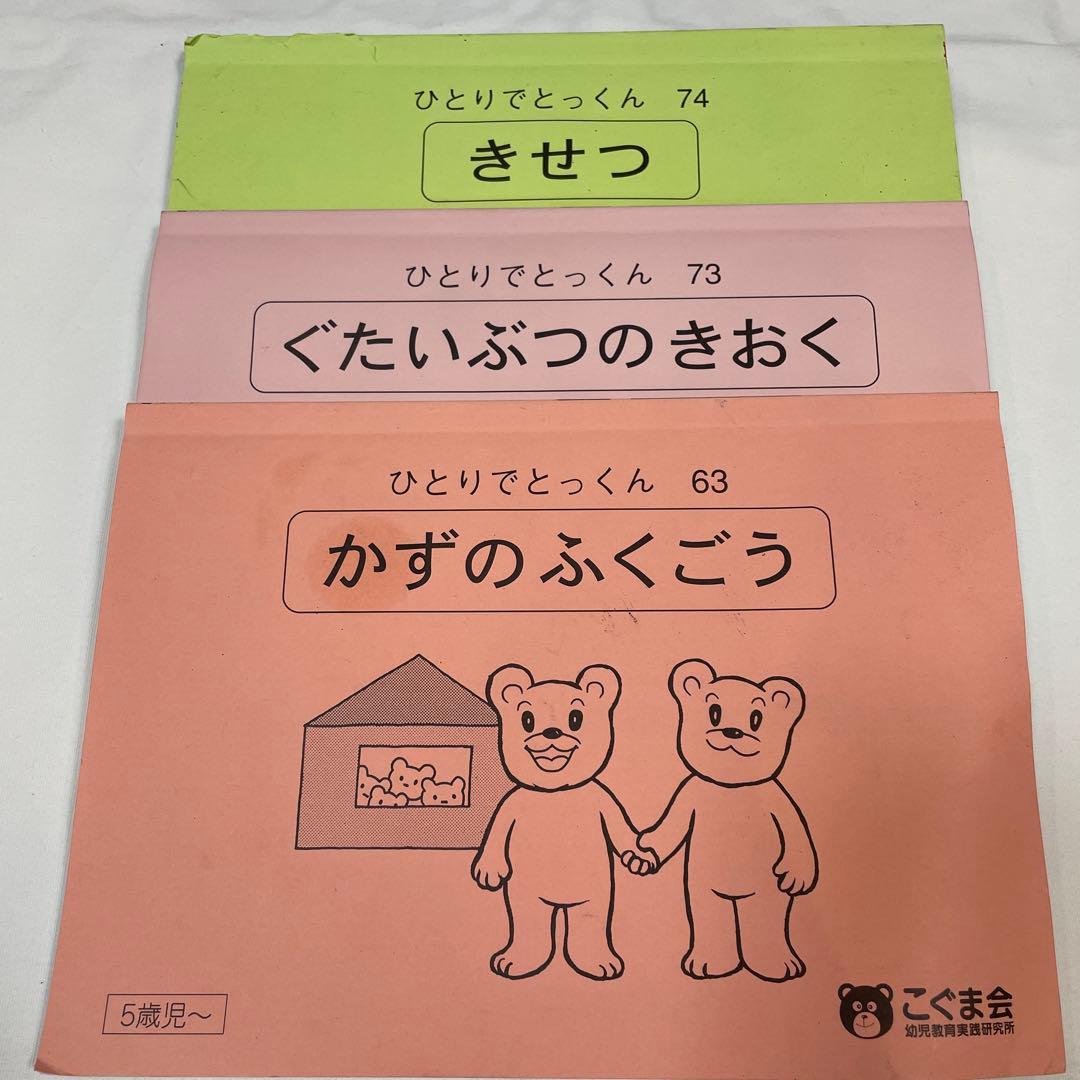 ひとりでとっくん 74
きせつ
ひとりでとっくん 73
ぐたいぶつの きおく
ひとりでとっくん 63
かずの ふくごう
5歳児～
こぐま会
幼児教育実践研究所